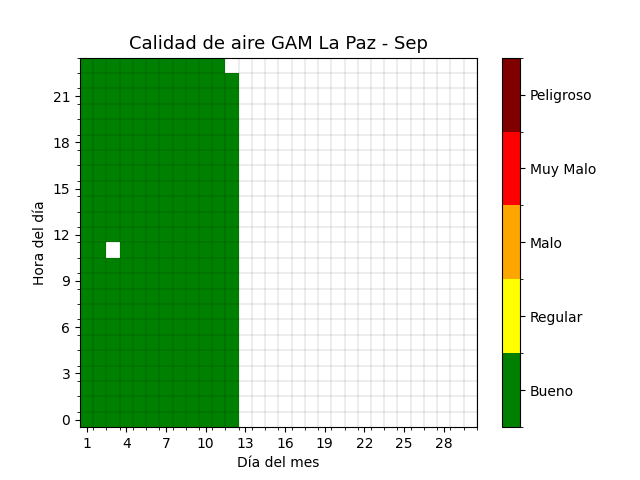 Calidad de aire GAM La Paz - Sep
Hora del día
21
18
15
12
9
6
3
0
1 4 7 10 13 16 19 22 25 28
Día del mes
Peligroso
Muy Malo
Malo
Regular
Bueno